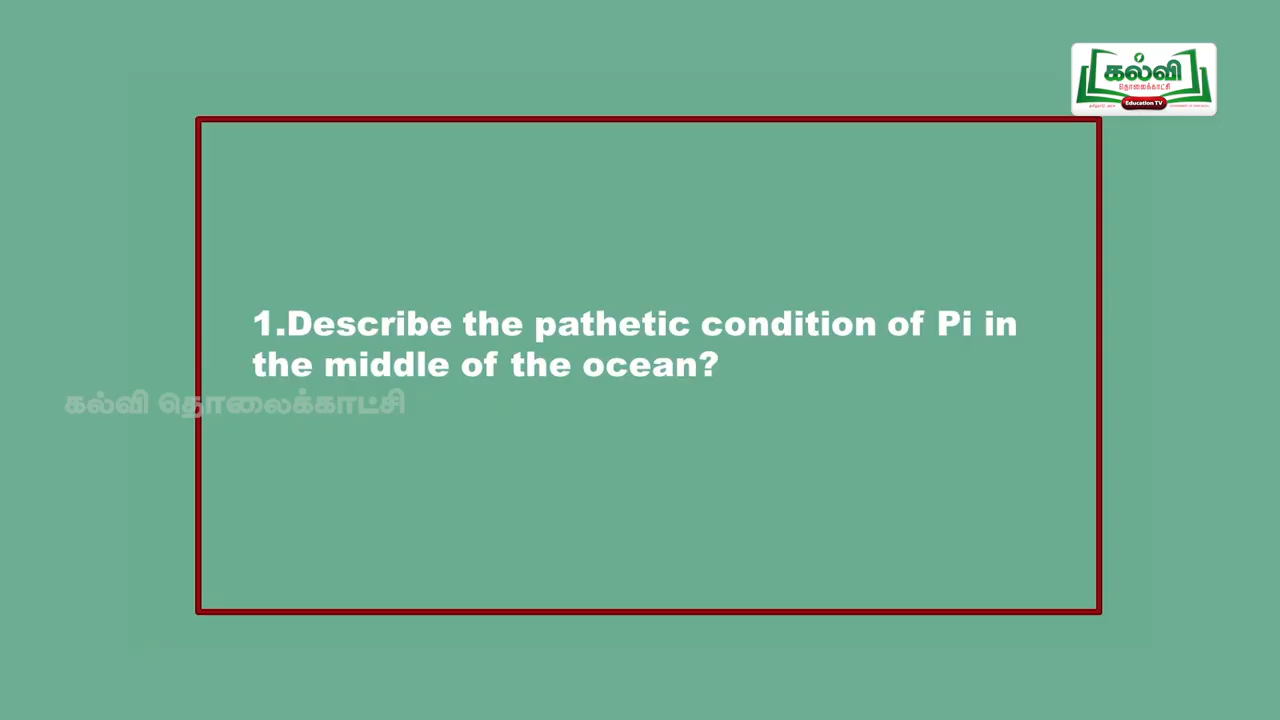 கல்வி
தொலைக்காட்சி
Education TV
1.Describe the pathetic condition of Pi in
the middle of the ocean?
கல்வி தொலைக்காட்சி